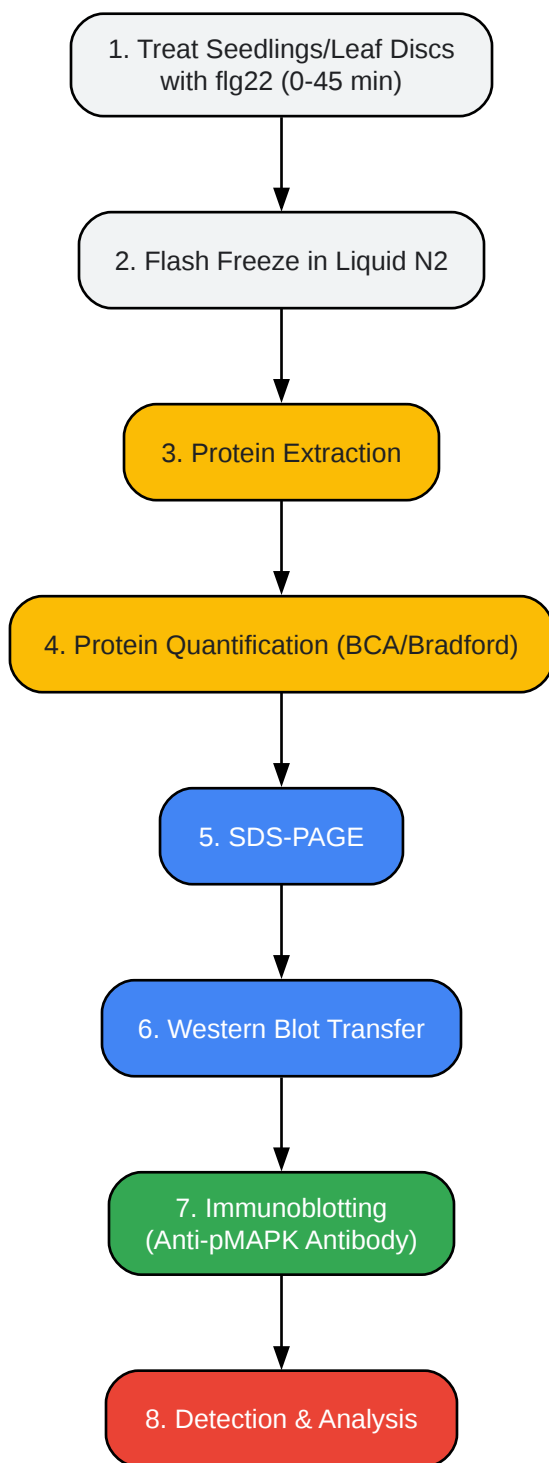 1. Treat Seedlings/Leaf Discs
with flg22 (0-45 min)
2. Flash Freeze in Liquid N2
3. Protein Extraction
4. Protein Quantification (BCA/Bradford)
5. SDS-PAGE
6. Western Blot Transfer
7. Immunoblotting
(Anti-pMAPK Antibody)
8. Detection & Analysis